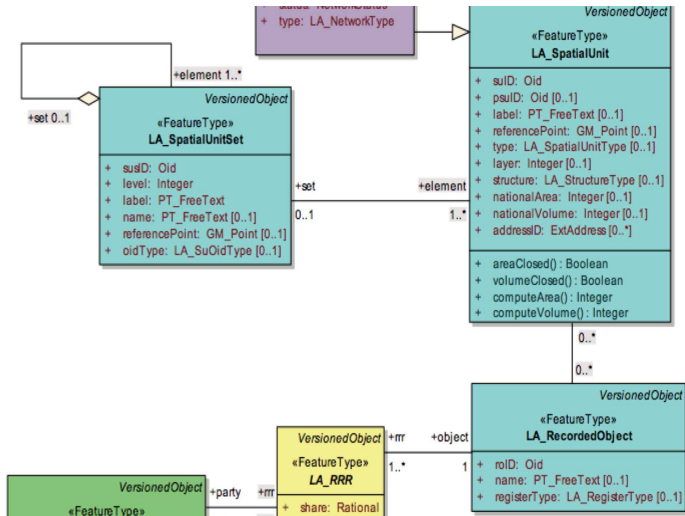 status: NetworkStatus
+ type: LA_NetworkType
VersionedObject
«FeatureType»
LA_SpatialUnit
+ suID: Oid
+ psuID: Oid [0..1]
+ label: PT_FreeText [0..1]
+ referencePoint: GM_Point [0..1]
+ type: LA_SpatialUnitType [0..1]
+ layer: Integer [0..1]
+ structure: LA_StructureType [0..1]
+ nationalArea: Integer [0..1]
+ nationalVolume: Integer [0..1]
+ addressID: ExtAddress [0..*]
+ areaClosed() : Boolean
+ volumeClosed() : Boolean
+ computeArea() : Integer
+ computeVolume() : Integer
+element 1..*
+set 0..1
VersionedObject
«FeatureType»
LA_SpatialUnitSet
+ susID: Oid
+ level: Integer
+ label: PT_FreeText
+ name: PT_FreeText [0..1]
+ referencePoint: GM_Point [0..1]
+ oidType: LA_SuOidType [0..1]
+set
0..1
+element
1..*
0..*
0..*
VersionedObject
«FeatureType»
LA_RecordedObject
+ roID: Oid
+ name: PT_FreeText [0..1]
+ registerType: LA_RegisterType [0..1]
VersionedObject
«FeatureType»
LA_RRR
+ share: Rational
+rrr
1..*
+object
1
VersionedObject
«FeatureType»
+party
+rrr